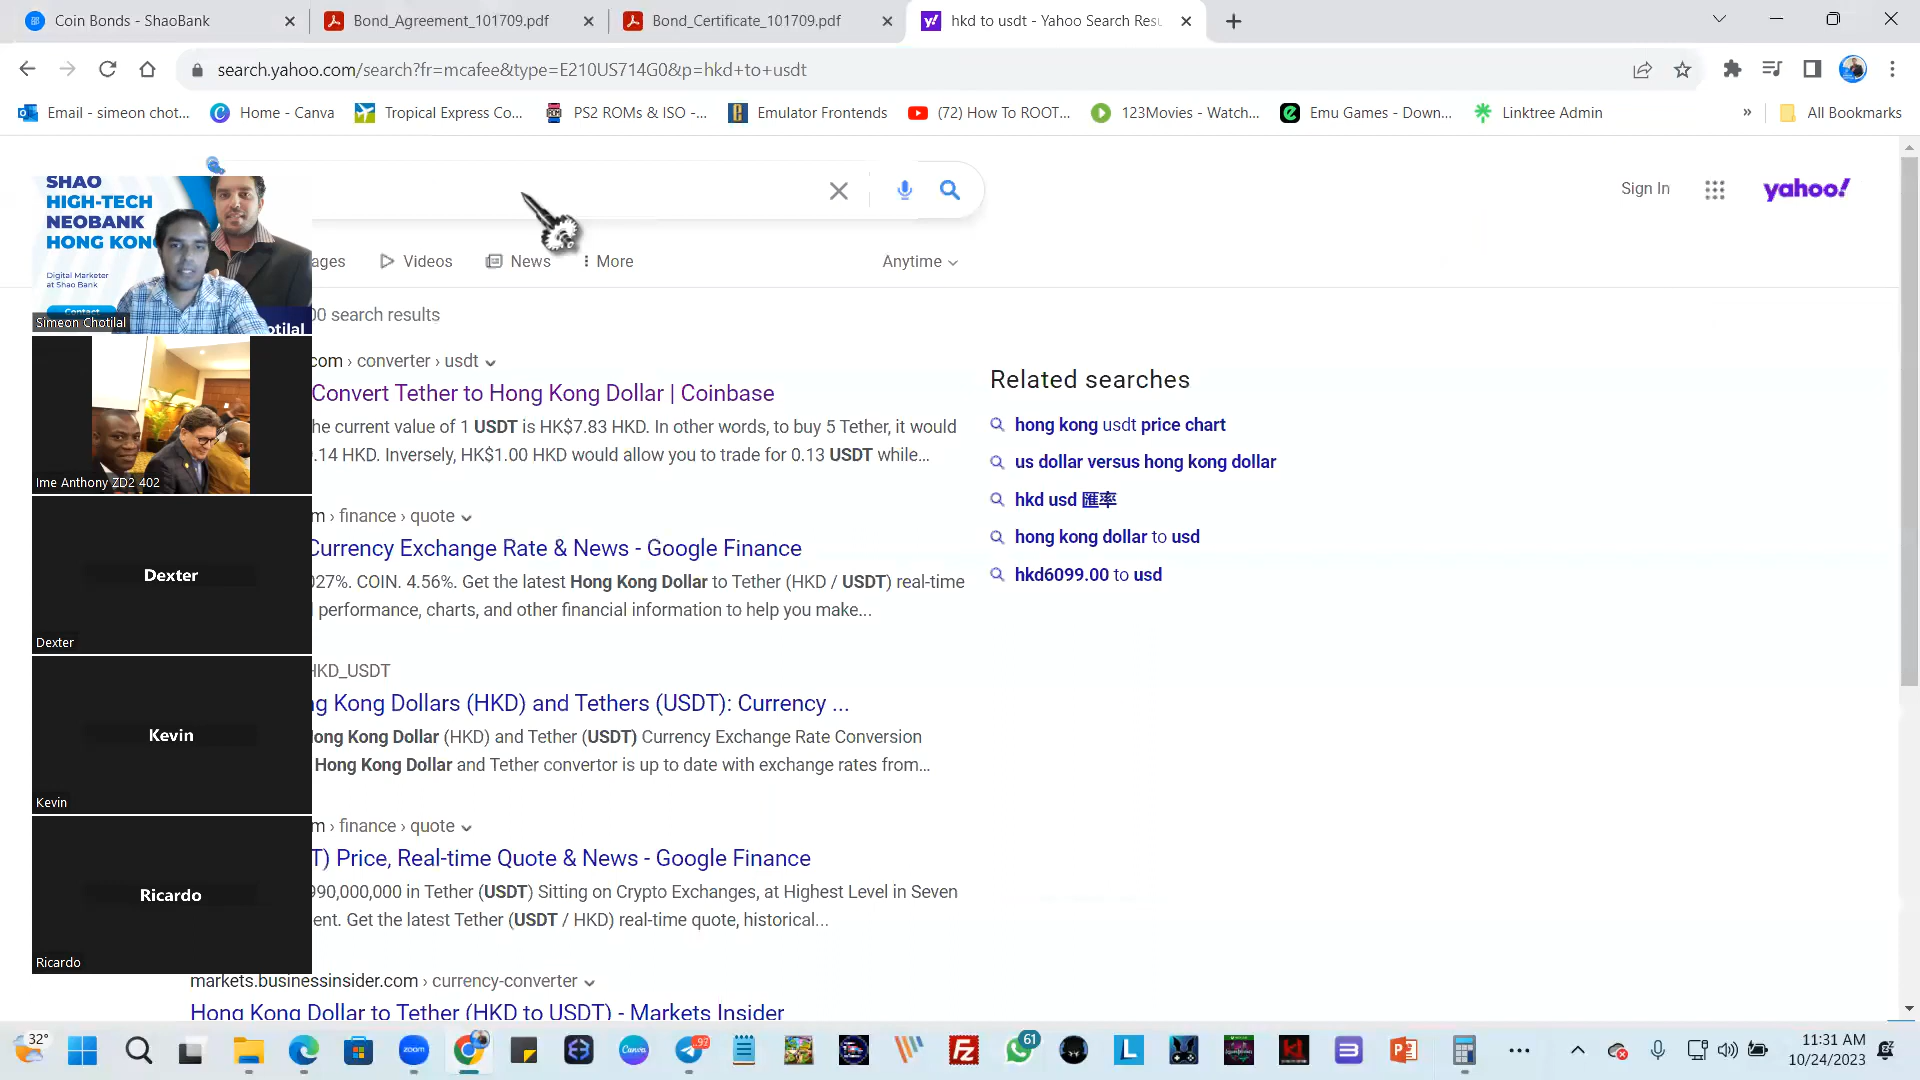 Coin Bonds - ShaoBank
Bond_Agreement_101709.pdf
Bond_Certificate_101709.pdf
hkd to usdt - Yahoo Search Resu
search.yahoo.com/search?fr=mcafee&type=E210US714G0&p=hkd+to+usdt
Email - simeon chot...
Home - Canva
Tropical Express Co...
PS2 ROMs & ISO -...
Emulator Frontends
(72) How To ROOT...
123Movies - Watch...
Emu Games - Down...
Linktree Admin
»
All Bookmarks
Sign In
yahoo!
ages
Videos
News
More
Anytime
00 search results
com › converter › usdt
Convert Tether to Hong Kong Dollar | Coinbase
he current value of 1 USDT is HK$7.83 HKD. In other words, to buy 5 Tether, it would
.14 HKD. Inversely, HK$1.00 HKD would allow you to trade for 0.13 USDT while...
m › finance › quote
Currency Exchange Rate & News - Google Finance
027%. COIN. 4.56%. Get the latest Hong Kong Dollar to Tether (HKD / USDT) real-time
performance, charts, and other financial information to help you make...
HKD_USDT
ng Kong Dollars (HKD) and Tethers (USDT): Currency ...
ong Kong Dollar (HKD) and Tether (USDT) Currency Exchange Rate Conversion
Hong Kong Dollar and Tether convertor is up to date with exchange rates from...
m › finance › quote
T) Price, Real-time Quote & News - Google Finance
990,000,000 in Tether (USDT) Sitting on Crypto Exchanges, at Highest Level in Seven
ent. Get the latest Tether (USDT / HKD) real-time quote, historical...
markets.businessinsider.com › currency-converter
Hong Kong Dollar to Tether (HKD to USDT) - Markets Insider
Related searches
hong kong usdt price chart
us dollar versus hong kong dollar
hkd usd 匯率
hong kong dollar to usd
hkd6099.00 to usd
SHAO
HIGH-TECH
NEOBANK
HONG KON
Digital Marketer
at Shao Bank
Contact
otilal
Simeon Chotilal
Ime Anthony ZD2 402
Dexter
Dexter
Kevin
Kevin
Ricardo
Ricardo
32°
zoom
Canva
97
61
11:31 AM
10/24/2023